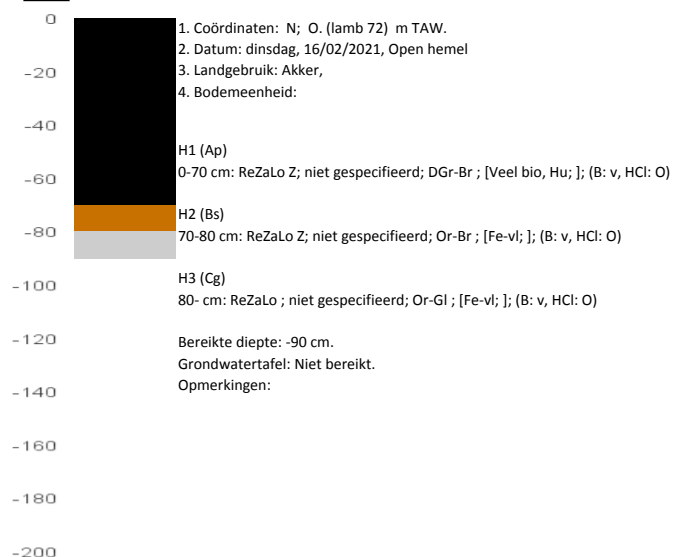 0
-20
-40
-60
-80
-100
-120
-140
-160
-180
-200
1. Coördinaten: N; O. (lamb 72) m TAW.
2. Datum: dinsdag, 16/02/2021, Open hemel
3. Landgebruik: Akker,
4. Bodemeenheid:
H1 (Ap)
0-70 cm: ReZaLo Z; niet gespecifieerd; DGr-Br ; [Veel bio, Hu; ]; (B: v, HCl: O)
H2 (Bs)
70-80 cm: ReZaLo Z; niet gespecifieerd; Or-Br ; [Fe-vl; ]; (B: v, HCl: O)
H3 (Cg)
80- cm: ReZaLo ; niet gespecifieerd; Or-Gl ; [Fe-vl; ]; (B: v, HCl: O)
Bereikte diepte: -90 cm.
Grondwatertafel: Niet bereikt.
Opmerkingen: